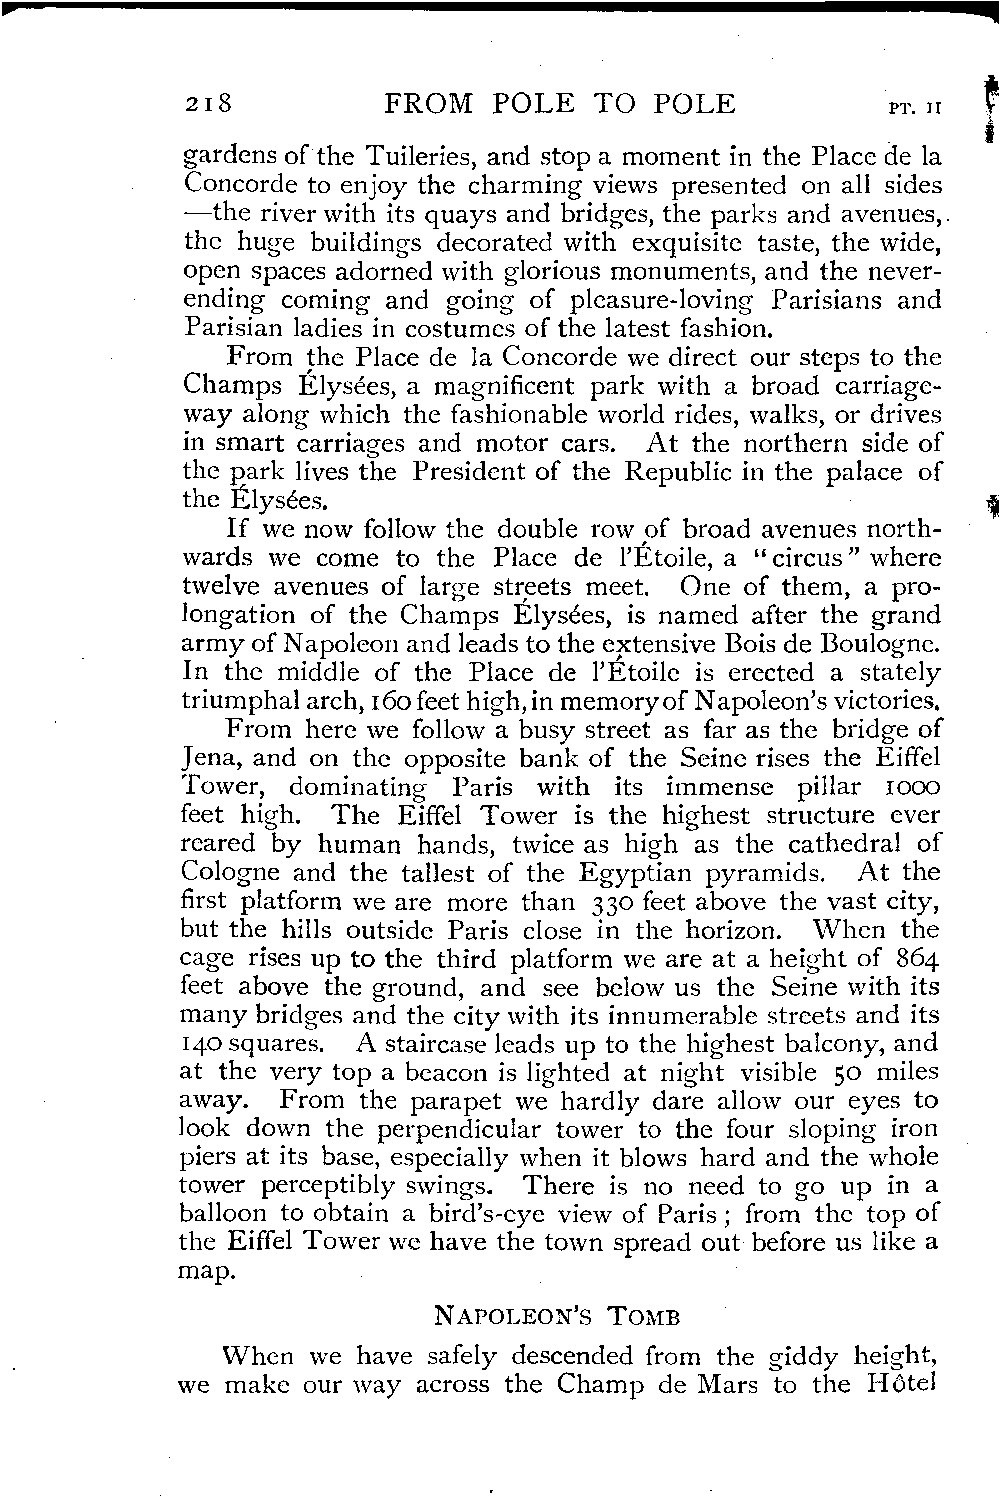 218 FROM POLE TO POLE PT. II
gardens of the Tuileries, and stop a moment in the Place de la
Concorde to enjoy the charming views presented on all sides
—the river with its quays and bridges, the parks and avenues,
the huge buildings decorated with exquisite taste, the wide,
open spaces adorned with glorious monuments, and the never-
ending coming and going of pleasure-loving Parisians and
Parisian ladies in costumes of the latest fashion.
From the Place de la Concorde we direct our steps to the
Champs Élysées, a magnificent park with a broad carriage-
way along which the fashionable world rides, walks, or drives
in smart carriages and motor cars. At the northern side of
the park lives the President of the Republic in the palace of
the Élysées.
If we now follow the double row of broad avenues north-
wards we come to the Place de l'Étoile, a "circus" where
twelve avenues of large streets meet. One of them, a pro-
longation of the Champs Élysées, is named after the grand
army of Napoleon and leads to the extensive Bois de Boulogne.
In the middle of the Place de l'Étoile is erected a stately
triumphal arch, 160 feet high, in memory of Napoleon's victories.
From here we follow a busy street as far as the bridge of
Jena, and on the opposite bank of the Seine rises the Eiffel
Tower, dominating Paris with its immense pillar 1000
feet high. The Eiffel Tower is the highest structure ever
reared by human hands, twice as high as the cathedral of
Cologne and the tallest of the Egyptian pyramids. At the
first platform we are more than 330 feet above the vast city,
but the hills outside Paris close in the horizon. When the
cage rises up to the third platform we are at a height of 864
feet above the ground, and see below us the Seine with its
many bridges and the city with its innumerable streets and its
140 squares. A staircase leads up to the highest balcony, and
at the very top a beacon is lighted at night visible 50 miles
away. From the parapet we hardly dare allow our eyes to
look down the perpendicular tower to the four sloping iron
piers at its base, especially when it blows hard and the whole
tower perceptibly swings. There is no need to go up in a
balloon to obtain a bird's-eye view of Paris; from the top of
the Eiffel Tower we have the town spread out before us like a
map.
NAPOLEON'S TOMB
When we have safely descended from the giddy height,
we make our way across the Champ de Mars to the Hôtel